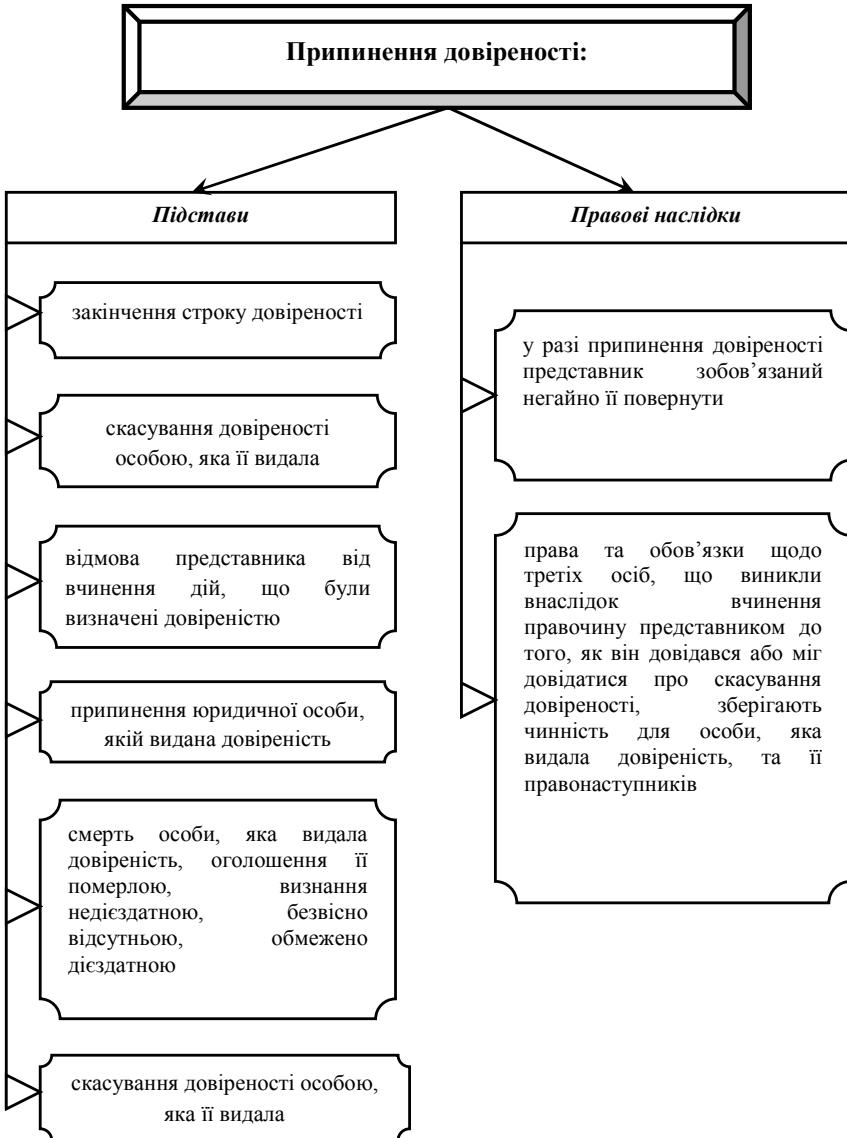 Припинення довіреності:
Підстави
закінчення строку довіреності
скасування довіреності
особою, яка її видала
відмова представника від
вчинення дій, що були
визначені довіреністю
припинення юридичної особи,
якій видана довіреність
смерть особи, яка видала
довіреність, оголошення її
померлою, визнання
недієздатною, безвісно
відсутньою, обмежено
дієздатною
скасування довіреності особою,
яка її видала
Правові наслідки
у разі припинення довіреності
представник зобов’язаний
негайно її повернути
права та обов’язки щодо
третіх осіб, що виникли
внаслідок вчинення
правочину представником до
того, як він довідався або міг
довідатися про скасування
довіреності, зберігають
чинність для особи, яка
видала довіреність, та її
правонаступників